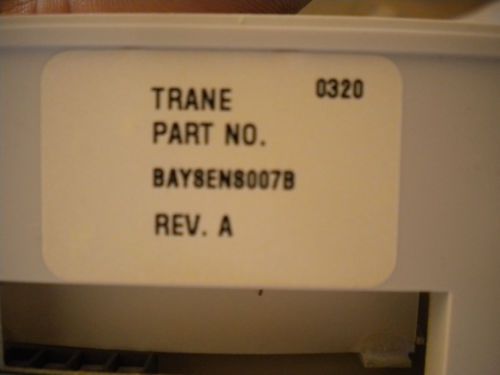 TRANE 0320
PART NO.
BAYSENS007B
REV. A